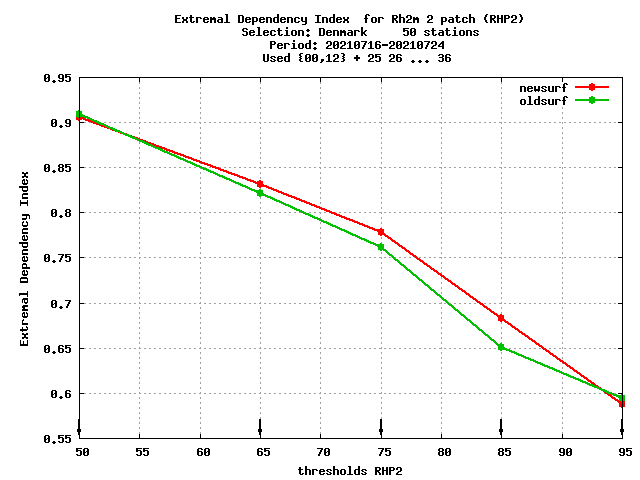 Extremal Dependency Index  for Rh2m 2 patch (RHP2)
Selection: Denmark     50 stations
Period: 20210716-20210724
Used {00,12} + 25 26 ... 36
newsurf
oldsurf
0.95
0.9
0.85
0.8
0.75
0.7
0.65
0.6
0.55
Extremal Dependency Index
50 55 60 65 70 75 80 85 90 95
thresholds RHP2